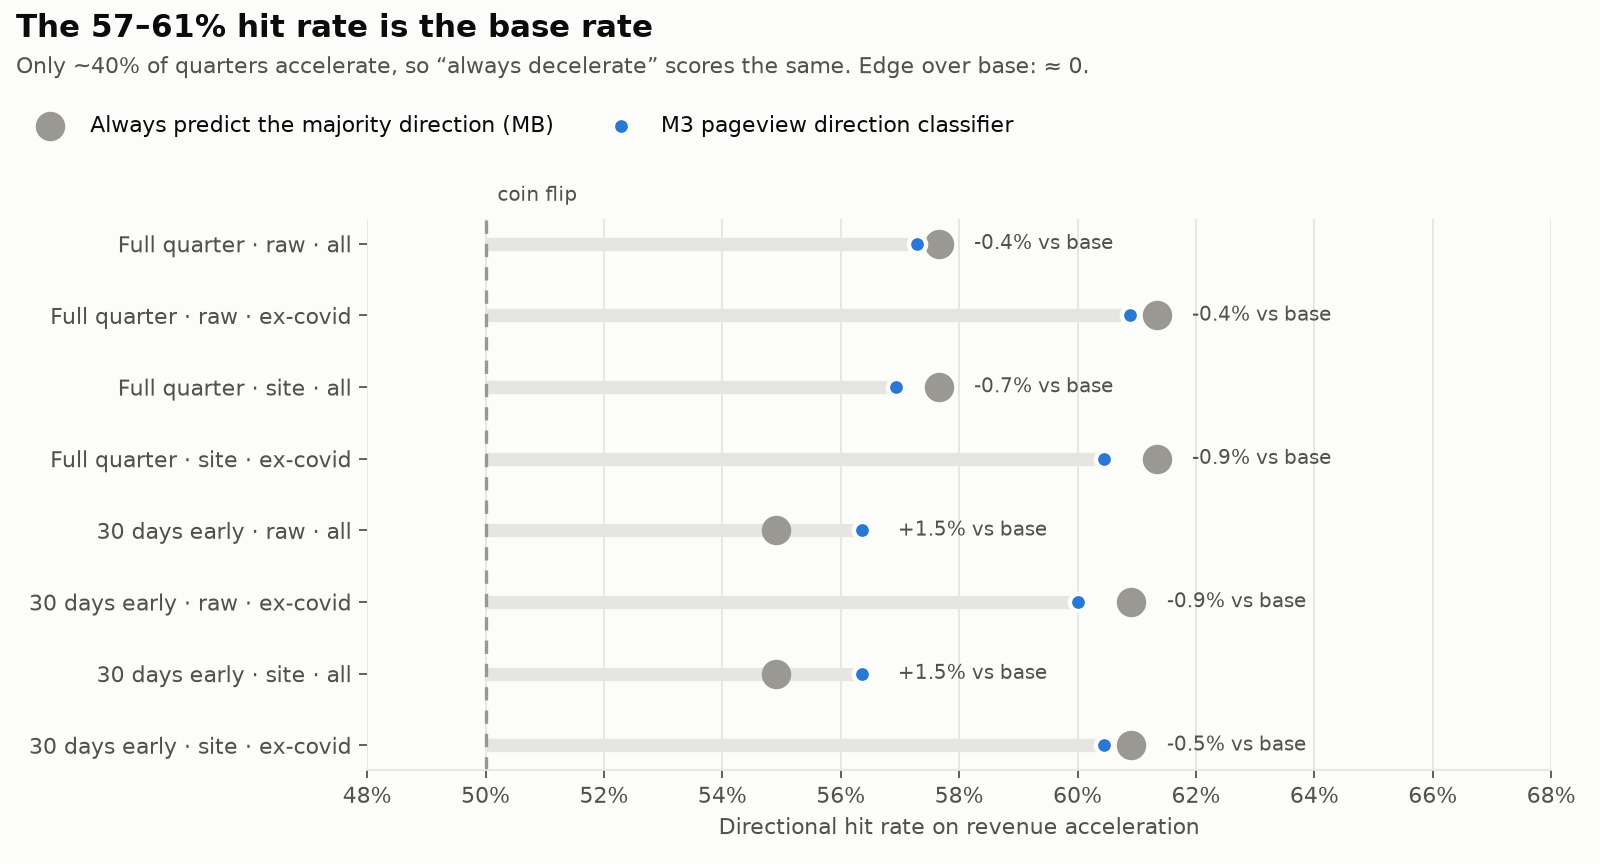 The 57–61% hit rate is the base rate
Only ~40% of quarters accelerate, so “always decelerate” scores the same. Edge over base: ≈ 0.
Always predict the majority direction (MB)
M3 pageview direction classifier
coin flip
Full quarter · raw · all
-0.4% vs base
Full quarter · raw · ex-covid
-0.4% vs base
Full quarter · site · all
-0.7% vs base
Full quarter · site · ex-covid
-0.9% vs base
30 days early · raw · all
+1.5% vs base
30 days early · raw · ex-covid
-0.9% vs base
30 days early · site · all
+1.5% vs base
30 days early · site · ex-covid
-0.5% vs base
48% 50% 52% 54% 56% 58% 60% 62% 64% 66% 68%
Directional hit rate on revenue acceleration